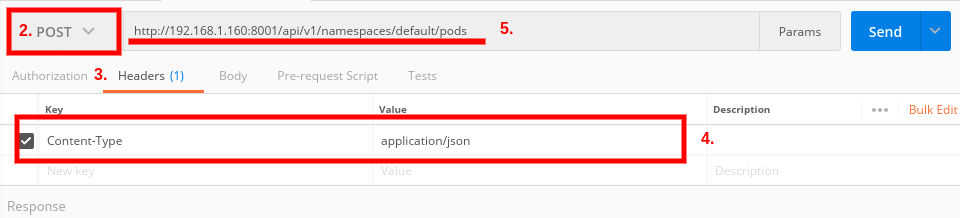 2. POST http://192.168.1.160:8001/api/v1/namespaces/default/pods 5. Params Send
Authorization 3. Headers (1) Body Pre-request Script Tests
Key Value Description Bulk Edit
Content-Type application/json 4.
New key Value Description
Response